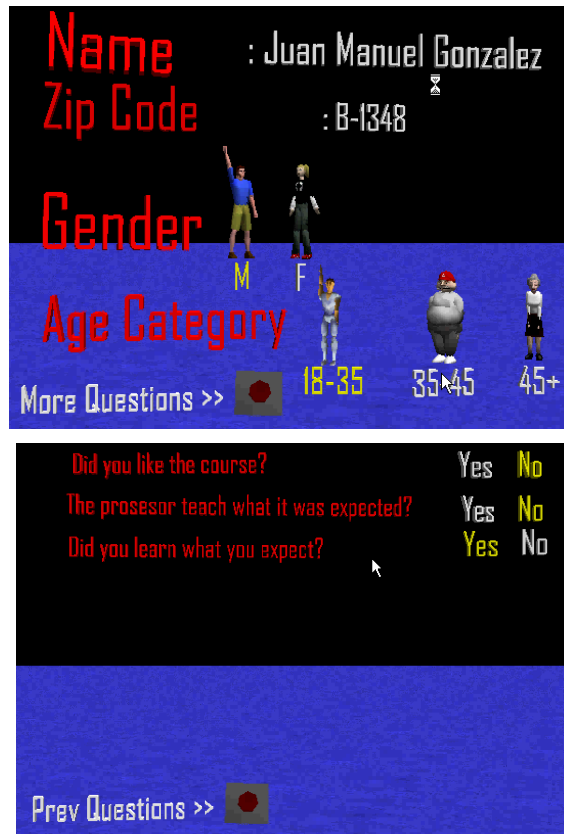 Name : Juan Manuel Gonzalez
Zip Code : B-1348
Gender
M F
Age Category
18-35 35-45 45+
More Questions >>
Did you like the course? Yes No
The prosesor teach what it was expected? Yes No
Did you learn what you expect? Yes No
Prev Questions >>